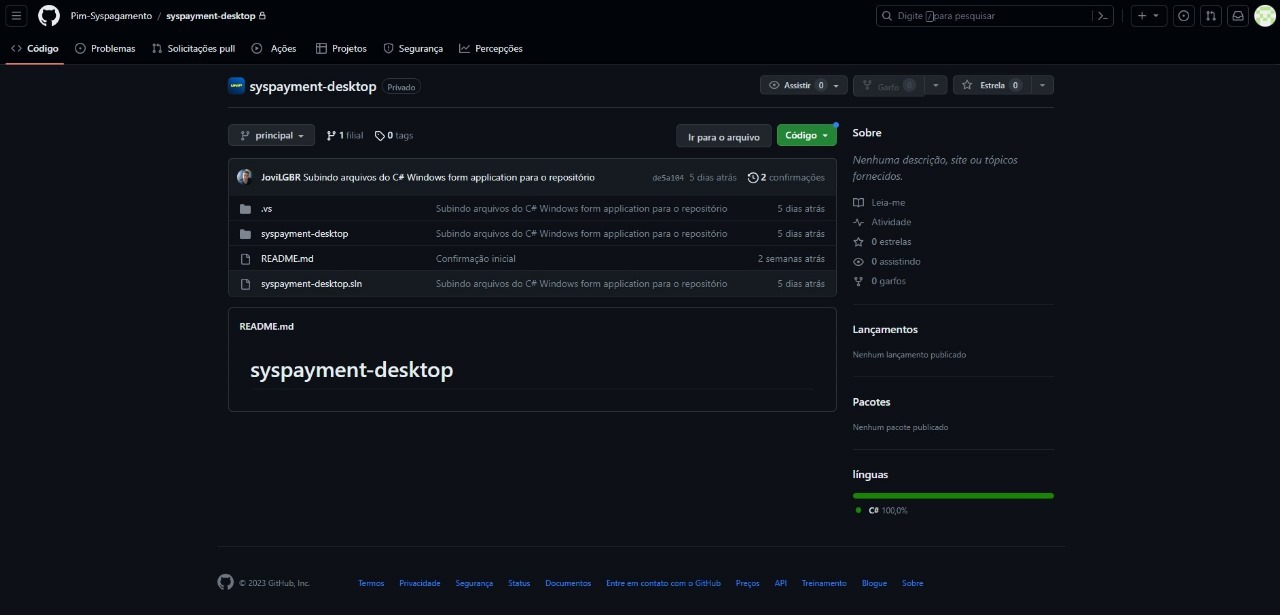 Pim-Syspagamento / syspayment-desktop
Digite / para pesquisar
Código Problemas Solicitações pull Ações Projetos Segurança Percepções
syspayment-desktop Privado
Assistir 0 Garfo 0 Estrela 0
principal 1 filial 0 tags Ir para o arquivo Código
JoviLGBR Subindo arquivos do C# Windows form application para o repositório de5a104 5 dias atrás 2 confirmações
.vs Subindo arquivos do C# Windows form application para o repositório 5 dias atrás
syspayment-desktop Subindo arquivos do C# Windows form application para o repositório 5 dias atrás
README.md Confirmação inicial 2 semanas atrás
syspayment-desktop.sln Subindo arquivos do C# Windows form application para o repositório 5 dias atrás
README.md
syspayment-desktop
Sobre
Nenhuma descrição, site ou tópicos
fornecidos.
Leia-me
Atividade
0 estrelas
0 assistindo
0 garfos
Lançamentos
Nenhum lançamento publicado
Pacotes
Nenhum pacote publicado
línguas
C# 100,0%
© 2023 GitHub, Inc. Termos Privacidade Segurança Status Documentos Entre em contato com o GitHub Preços API Treinamento Blogue Sobre